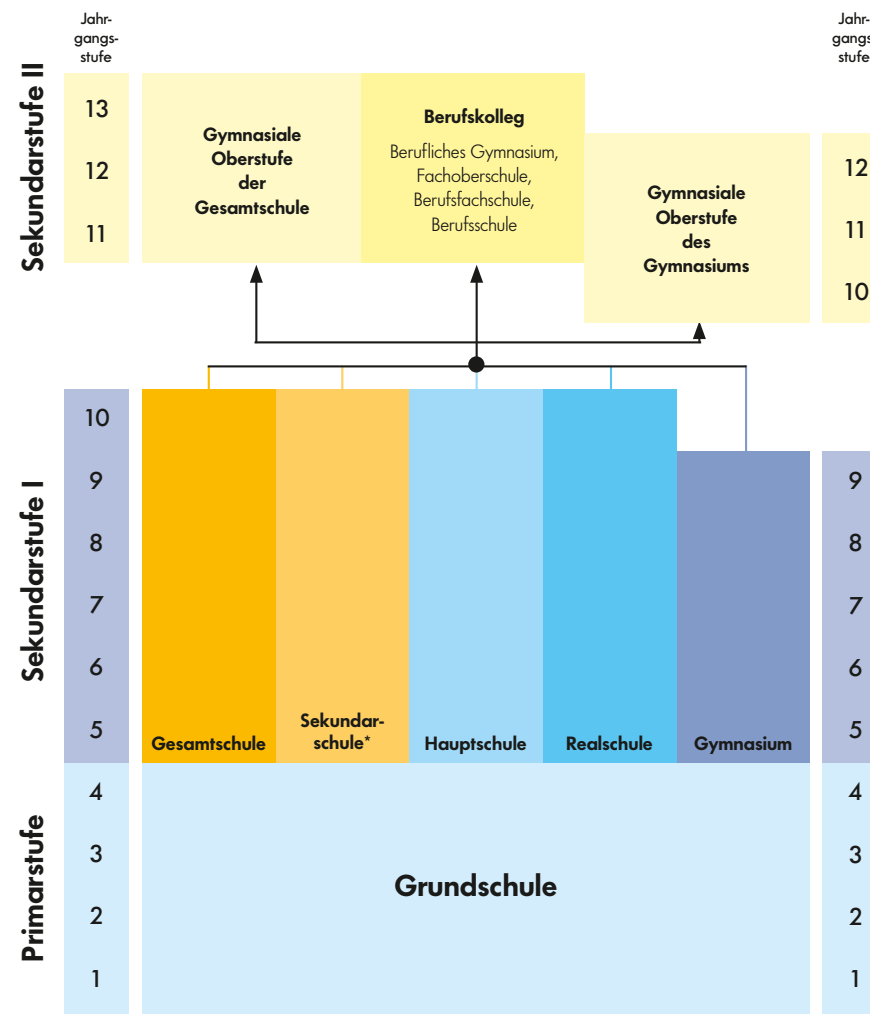 Jahr-
gangs-
stufe
Jahr-
gangs-
stufe
Sekundarstufe II
13
12
11
Gymnasiale
Oberstufe
der
Gesamtschule
Berufskolleg
Berufliches Gymnasium,
Fachoberschule,
Berufsfachschule,
Berufsschule
Gymnasiale
Oberstufe
des
Gymnasiums
12
11
10
Sekundarstufe I
10
9
8
7
6
5
Gesamtschule
Sekundar-
schule*
Hauptschule
Realschule
Gymnasium
9
8
7
6
5
Primarstufe
4
3
2
1
Grundschule
4
3
2
1